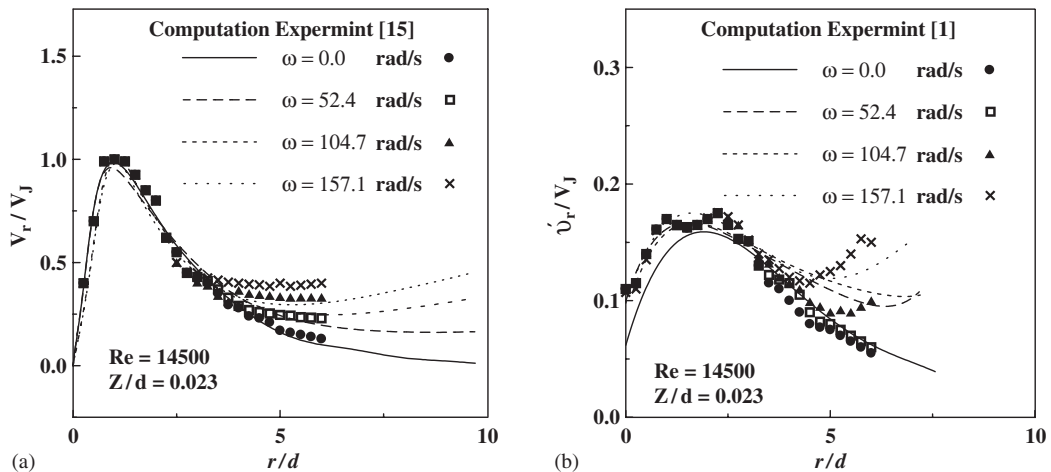 Computation Expermint [15]
ω = 0.0 rad/s
ω = 52.4 rad/s
ω = 104.7 rad/s
ω = 157.1 rad/s
1.5
1.0
0.5
0.0
V_r / V_J
Re = 14500
Z/d = 0.023
0 5 10
(a) r/d
Computation Expermint [1]
ω = 0.0 rad/s
ω = 52.4 rad/s
ω = 104.7 rad/s
ω = 157.1 rad/s
0.3
0.2
0.1
0.0
ύ_r / V_J
Re = 14500
Z/d = 0.023
0 5 10
(b) r/d